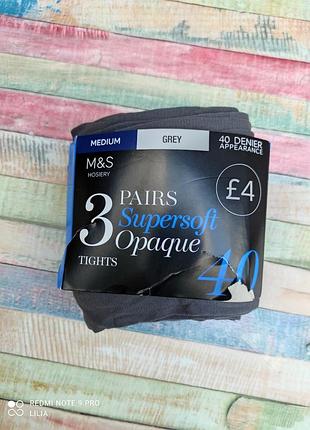 MEDIUM
GREY
40 DENIER
APPEARANCE
M&S
HOSIERY
£4
3 PAIRS
Supersoft
Opaque
TIGHTS
40
REDMI NOTE 9 PRO
LILIA